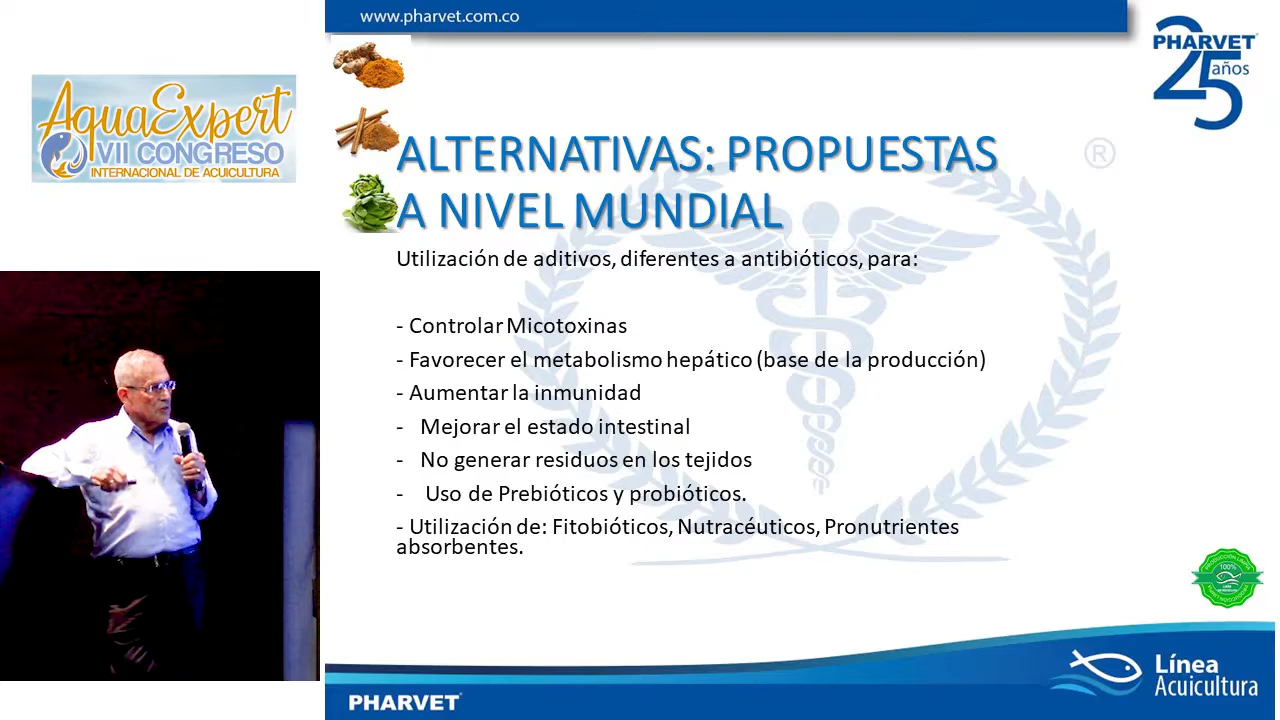 www.pharvet.com.co
PHARVET
25
años
AquaExpert
VII CONGRESO
INTERNACIONAL DE ACUICULTURA
ALTERNATIVAS: PROPUESTAS
A NIVEL MUNDIAL
®
Utilización de aditivos, diferentes a antibióticos, para:
- Controlar Micotoxinas
- Favorecer el metabolismo hepático (base de la producción)
- Aumentar la inmunidad
- Mejorar el estado intestinal
- No generar residuos en los tejidos
- Uso de Prebióticos y probióticos.
- Utilización de: Fitobióticos, Nutracéuticos, Pronutrientes
absorbentes.
100%
Línea
Acuicultura
PHARVET